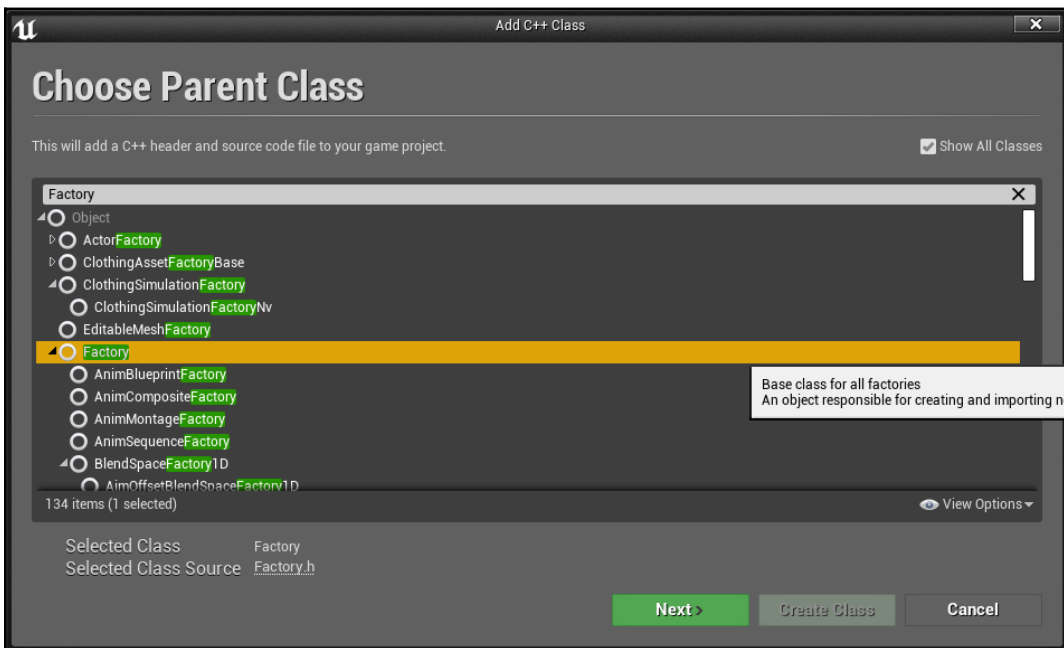 Add C++ Class
Choose Parent Class
This will add a C++ header and source code file to your game project.
Show All Classes
Factory
Object
ActorFactory
ClothingAssetFactoryBase
ClothingSimulationFactory
ClothingSimulationFactoryNv
EditableMeshFactory
Factory
AnimBlueprintFactory
Base class for all factories
An object responsible for creating and importing n
AnimCompositeFactory
AnimMontageFactory
AnimSequenceFactory
BlendSpaceFactory1D
AimOffsetBlendSpaceFactory1D
134 items (1 selected)
View Options
Selected Class Factory
Selected Class Source Factory.h
Next
Create Class
Cancel